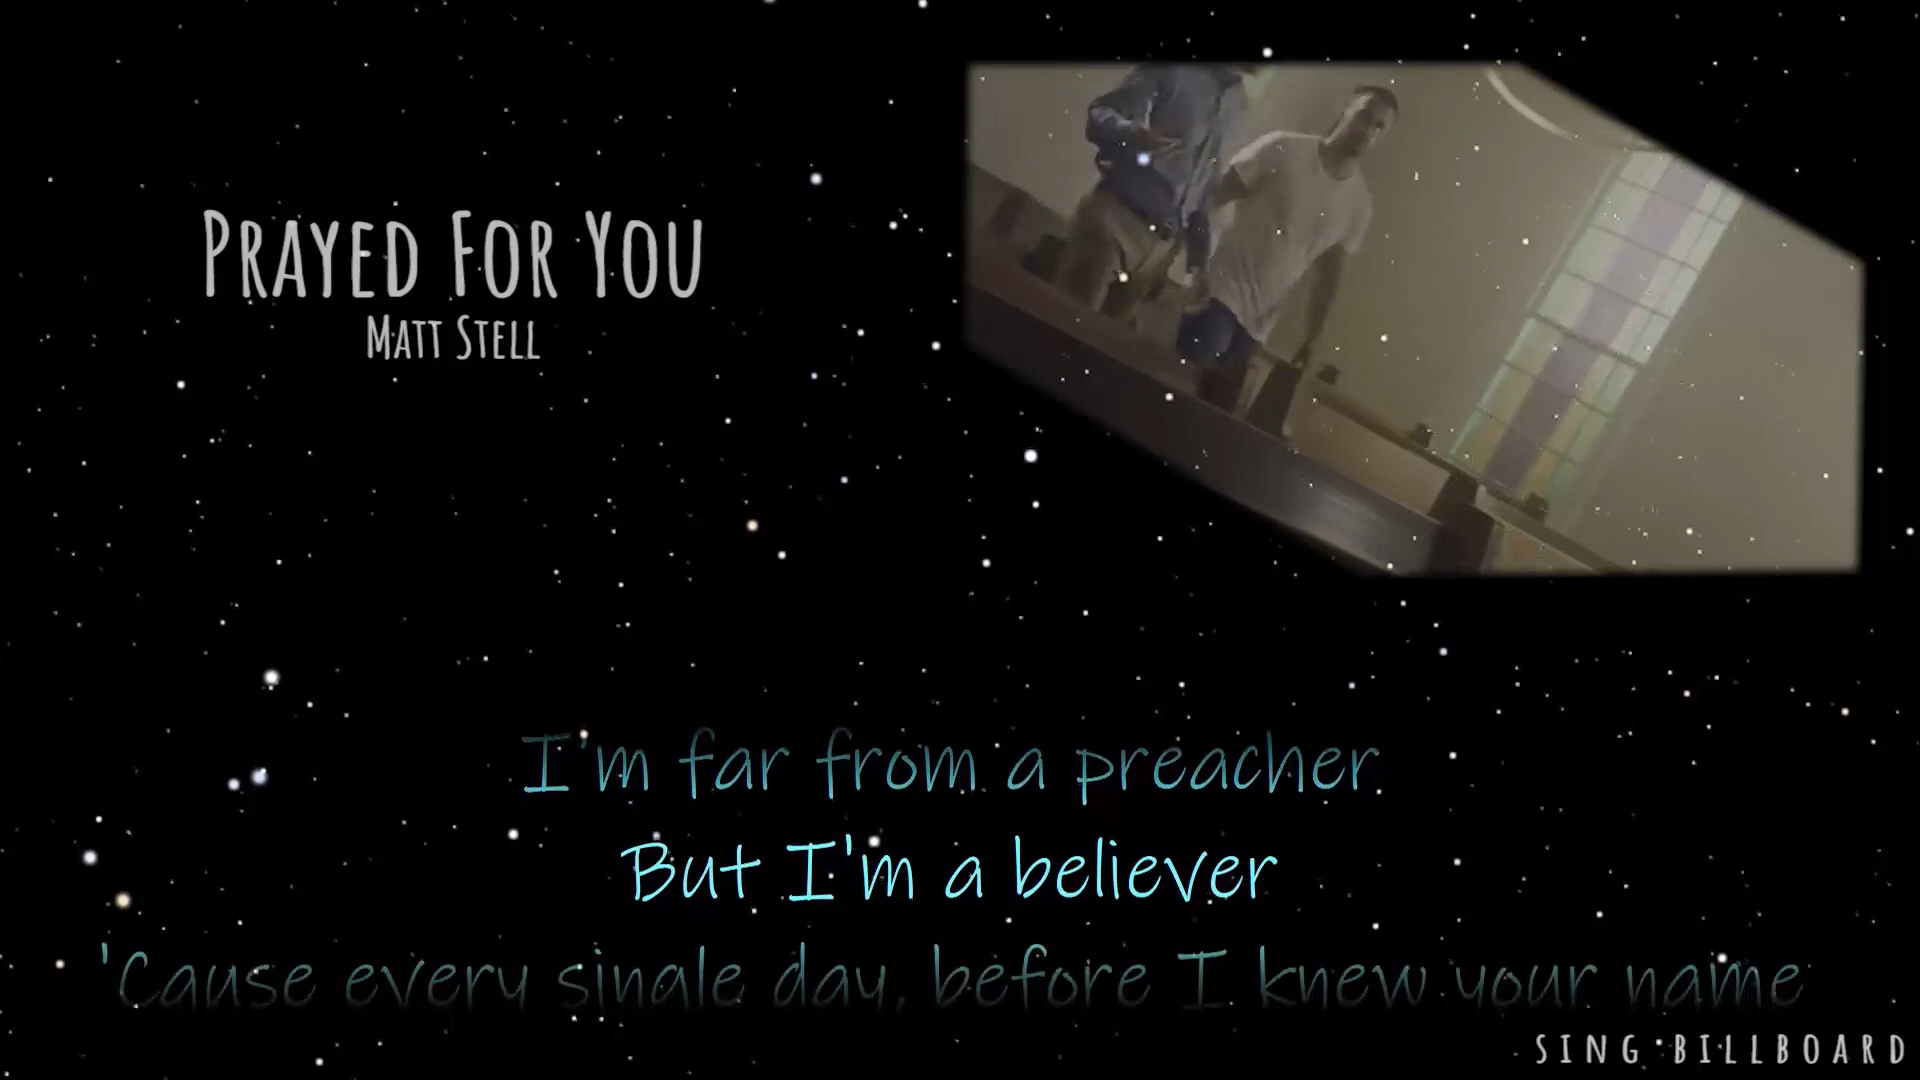 Prayed For You
Matt Stell
I'm far from a preacher
But I'm a believer
'Cause every single day, before I knew your name
SING BILLBOARD